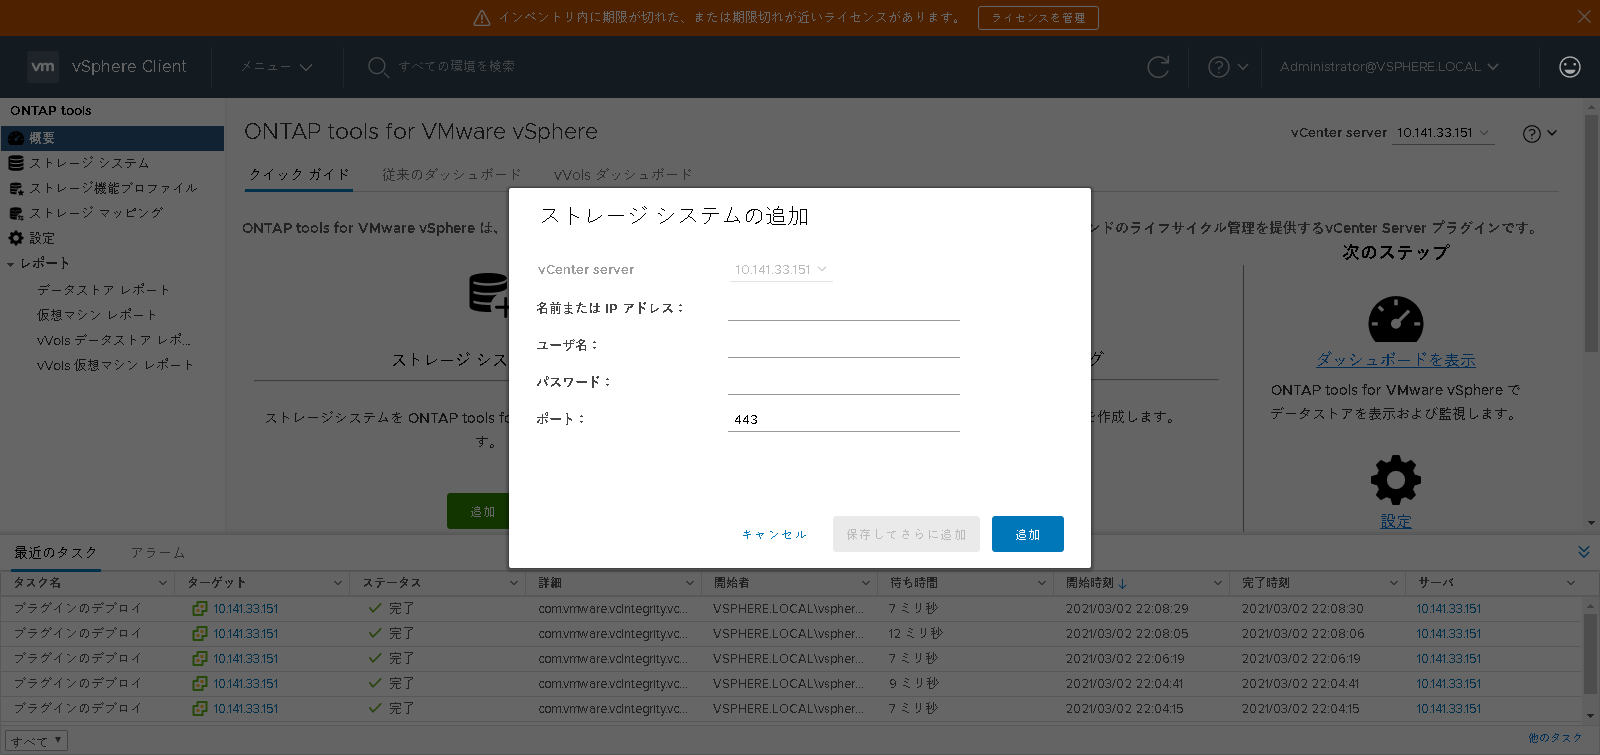 インベントリ内に期限が切れた、または期限切れが近いライセンスがあります。 ライセンスを管理
vm vSphere Client メニュー すべての環境を検索 Administrator@VSPHERE.LOCAL
ONTAP tools
概要
ストレージ システム
ストレージ機能プロファイル
ストレージ マッピング
設定
レポート
データストア レポート
仮想マシン レポート
vVols データストア レポ...
vVols 仮想マシン レポート
ONTAP tools for VMware vSphere
vCenter server 10.141.33.151
クイック ガイド 従来のダッシュボード vVols ダッシュボード
ONTAP tools for VMware vSphere は、
ンドのライフサイクル管理を提供するvCenter Server プラグインです。
ストレージ シス
ストレージシステムを ONTAP tools fo
す。
追加
グ
を作成します。
次のステップ
ダッシュボードを表示
ONTAP tools for VMware vSphere で
データストアを表示および監視します。
設定
ストレージ システムの追加
vCenter server 10.141.33.151
名前または IP アドレス：
ユーザ名：
パスワード：
ポート： 443
キャンセル 保存してさらに追加 追加
最近のタスク アラーム
タスク名 ターゲット ステータス 詳細 開始者 待ち時間 開始時刻 完了時刻 サーバ
プラグインのデプロイ 10.141.33.151 完了 com.vmware.vcIntegrity.vc... VSPHERE.LOCAL\vspher... 7 ミリ秒 2021/03/02 22:08:29 2021/03/02 22:08:30 10.141.33.151
プラグインのデプロイ 10.141.33.151 完了 com.vmware.vcIntegrity.vc... VSPHERE.LOCAL\vspher... 12 ミリ秒 2021/03/02 22:08:05 2021/03/02 22:08:06 10.141.33.151
プラグインのデプロイ 10.141.33.151 完了 com.vmware.vcIntegrity.vc... VSPHERE.LOCAL\vspher... 7 ミリ秒 2021/03/02 22:06:19 2021/03/02 22:06:19 10.141.33.151
プラグインのデプロイ 10.141.33.151 完了 com.vmware.vcIntegrity.vc... VSPHERE.LOCAL\vspher... 9 ミリ秒 2021/03/02 22:04:41 2021/03/02 22:04:41 10.141.33.151
プラグインのデプロイ 10.141.33.151 完了 com.vmware.vcIntegrity.vc... VSPHERE.LOCAL\vspher... 7 ミリ秒 2021/03/02 22:04:15 2021/03/02 22:04:15 10.141.33.151
すべて 他のタスク